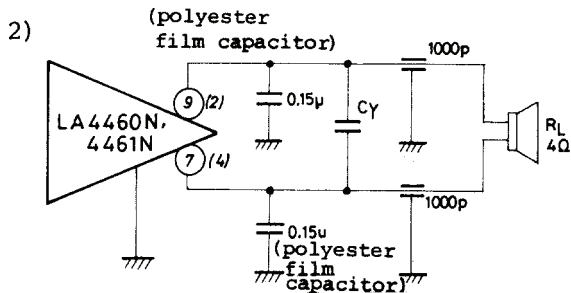 2)
(polyester
film capacitor)
1000p
9 (2)
0.15μ
CY
LA4460N,
4461N
RL
4Ω
7 (4)
1000p
0.15u
(polyester
film
capacitor)